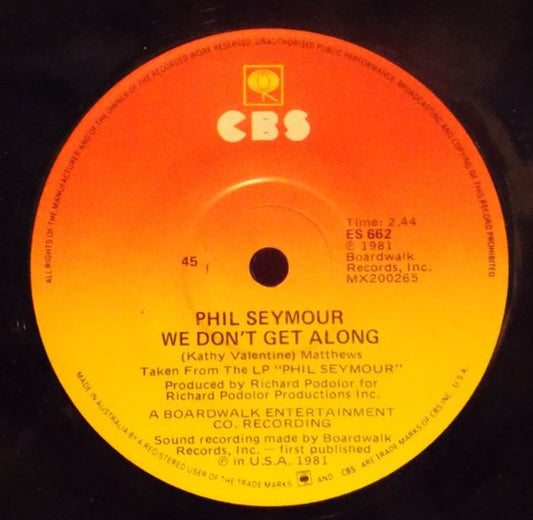 ALL RIGHTS OF THE MANUFACTURER AND OF THE OWNER OF THE RECORDED WORK RESERVED. UNAUTHORISED PUBLIC PERFORMANCE, BROADCASTING AND COPYING OF THIS RECORD PROHIBITED
CBS
Time: 2.44
ES 662
℗ 1981
Boardwalk
Records, Inc.
MX200265
45
PHIL SEYMOUR
WE DON'T GET ALONG
(Kathy Valentine) Matthews
Taken From The LP "PHIL SEYMOUR"
Produced by Richard Podolor for
Richard Podolor Productions Inc.
A BOARDWALK ENTERTAINMENT
CO. RECORDING
Sound recording made by Boardwalk
Records, Inc. — first published
℗ in U.S.A. 1981
MADE IN AUSTRALIA BY A REGISTERED USER OF THE TRADE MARKS AND CBS. ARE TRADE MARKS OF CBS INC. U.S.A.